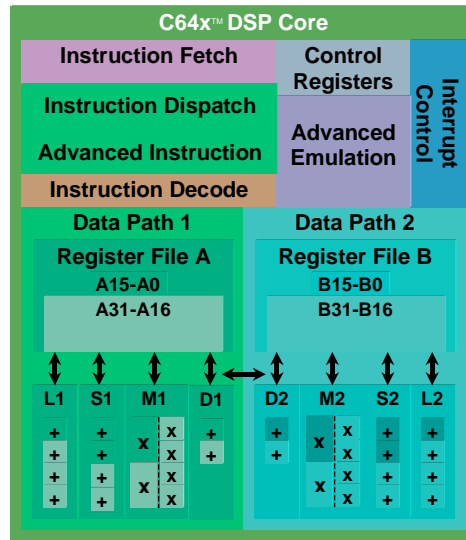 C64x™ DSP Core
Instruction Fetch
Control
Registers
Interrupt
Control
Instruction Dispatch
Advanced Instruction
Advanced
Emulation
Instruction Decode
Data Path 1
Data Path 2
Register File A
Register File B
A15-A0
B15-B0
A31-A16
B31-B16
L1 S1 M1 D1 D2 M2 S2 L2
+ + x + + x + +
+ + x x + + x x + +
+ + x x + +
+ + x x x x + +